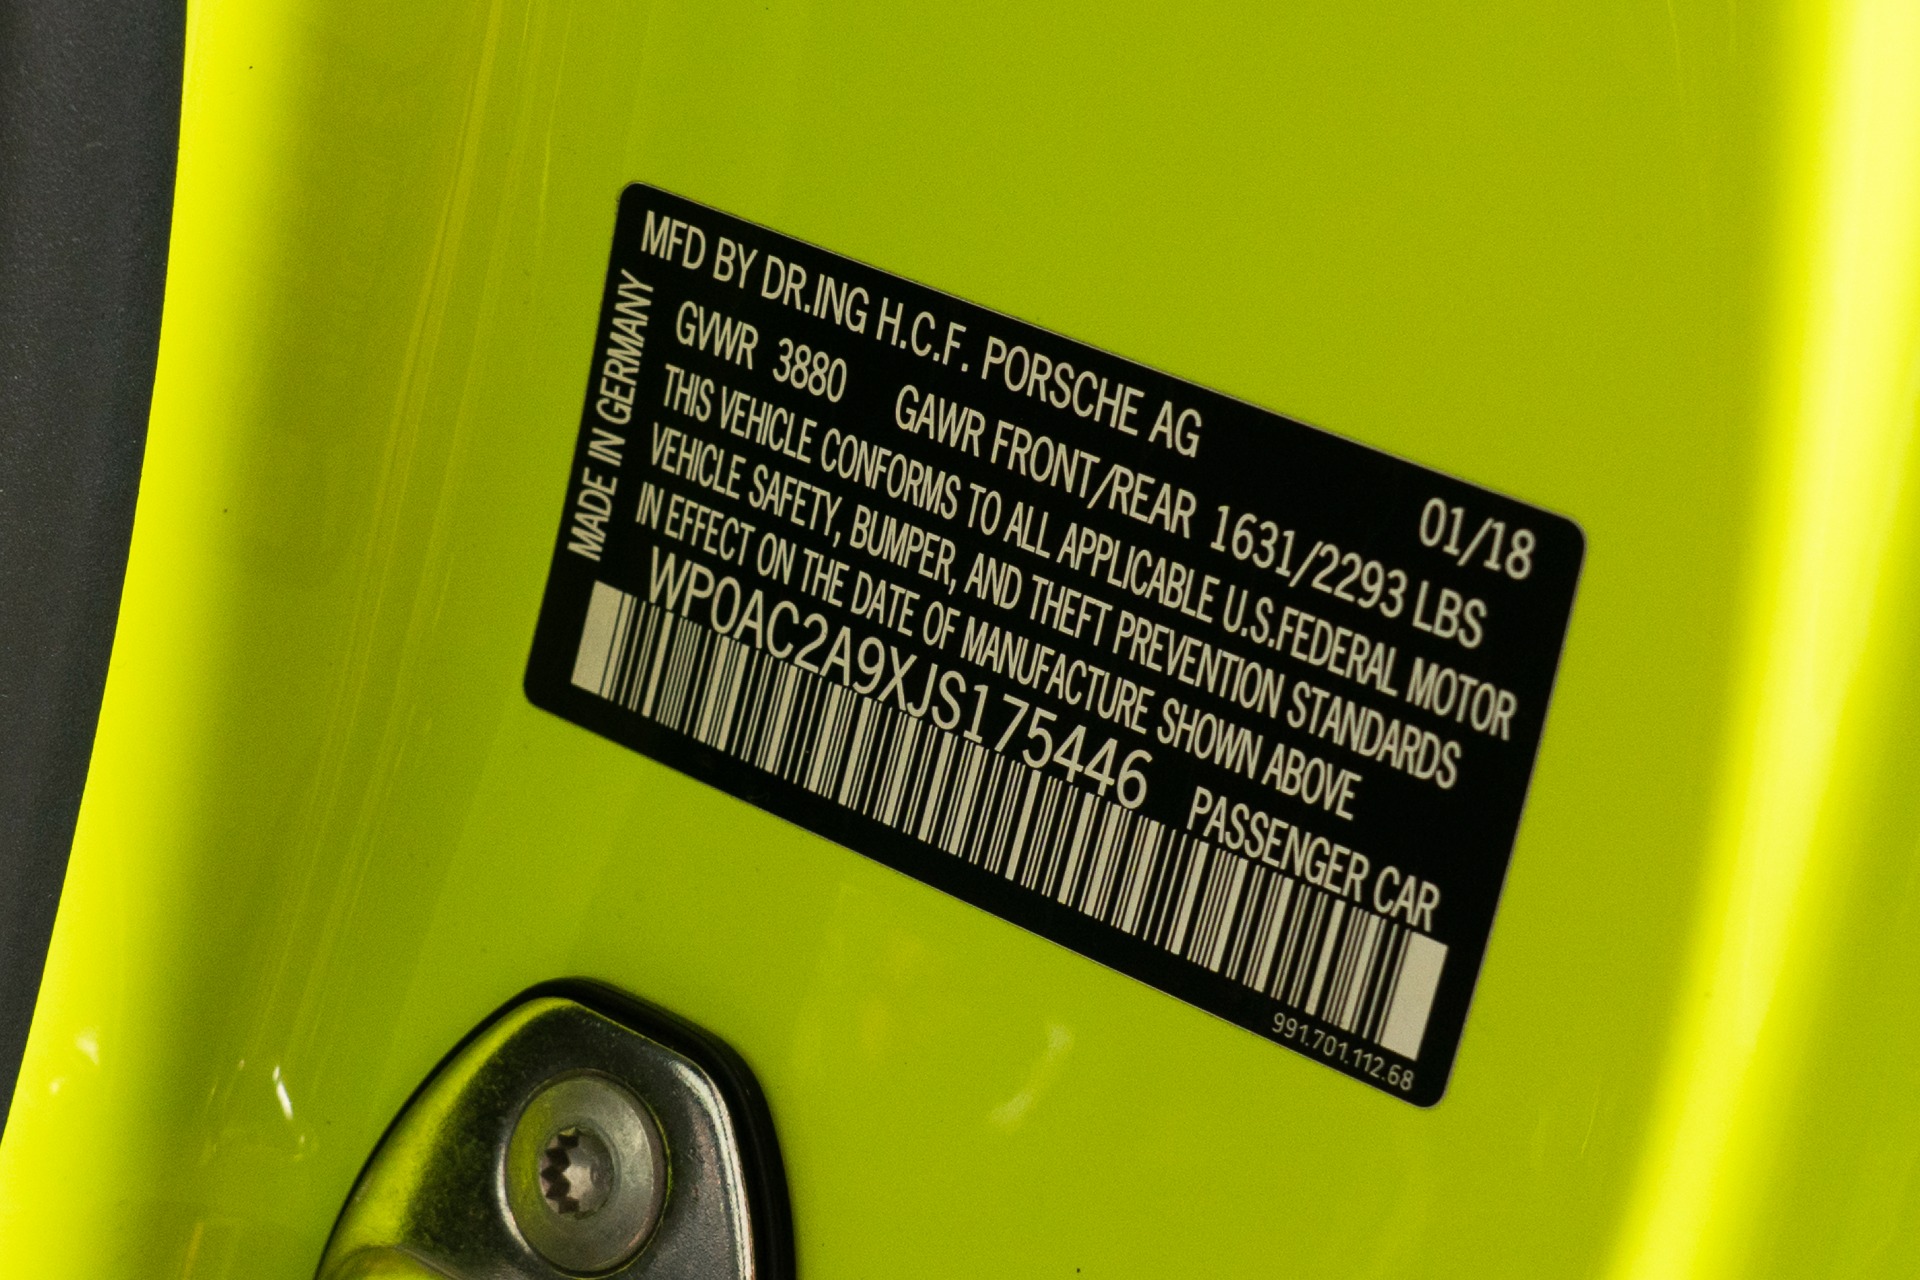 MFD BY DR.ING H.C.F. PORSCHE AG
01/18
GVWR 3880 GAWR FRONT/REAR 1631/2293 LBS
THIS VEHICLE CONFORMS TO ALL APPLICABLE U.S.FEDERAL MOTOR
VEHICLE SAFETY, BUMPER, AND THEFT PREVENTION STANDARDS
IN EFFECT ON THE DATE OF MANUFACTURE SHOWN ABOVE
WP0AC2A9XJS175446 PASSENGER CAR
MADE IN GERMANY
991.701.112.68